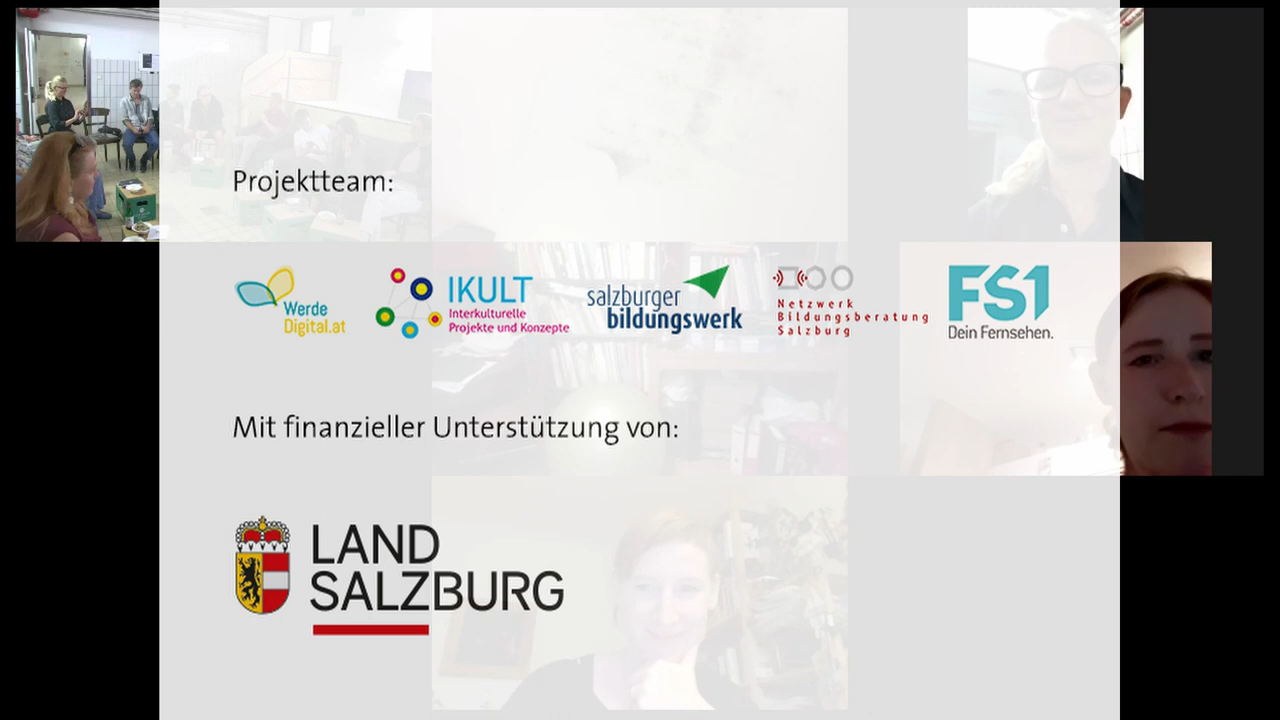 Projektteam:
Werde
Digital.at
IKULT
Interkulturelle
Projekte und Konzepte
salzburger
bildungswerk
Netzwerk
Bildungsberatung
Salzburg
FS1
Dein Fernsehen.
Mit finanzieller Unterstützung von:
LAND
SALZBURG